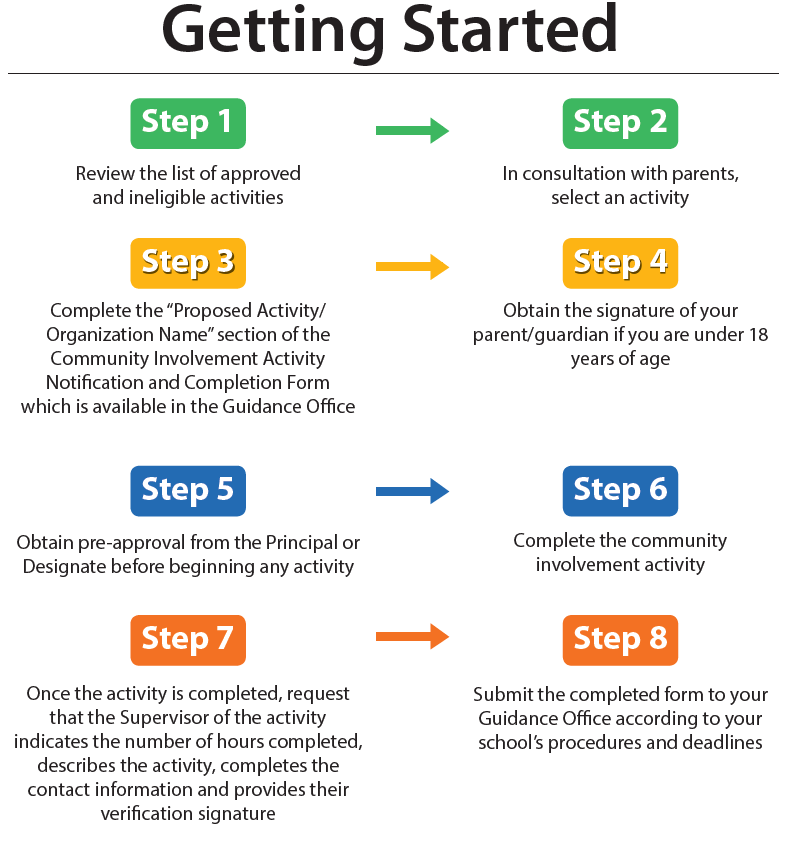 Getting Started
Step 1
Review the list of approved
and ineligible activities
Step 2
In consultation with parents,
select an activity
Step 3
Complete the “Proposed Activity/
Organization Name” section of the
Community Involvement Activity
Notification and Completion Form
which is available in the Guidance Office
Step 4
Obtain the signature of your
parent/guardian if you are under 18
years of age
Step 5
Obtain pre-approval from the Principal or
Designate before beginning any activity
Step 6
Complete the community
involvement activity
Step 7
Once the activity is completed, request
that the Supervisor of the activity
indicates the number of hours completed,
describes the activity, completes the
contact information and provides their
verification signature
Step 8
Submit the completed form to your
Guidance Office according to your
school’s procedures and deadlines